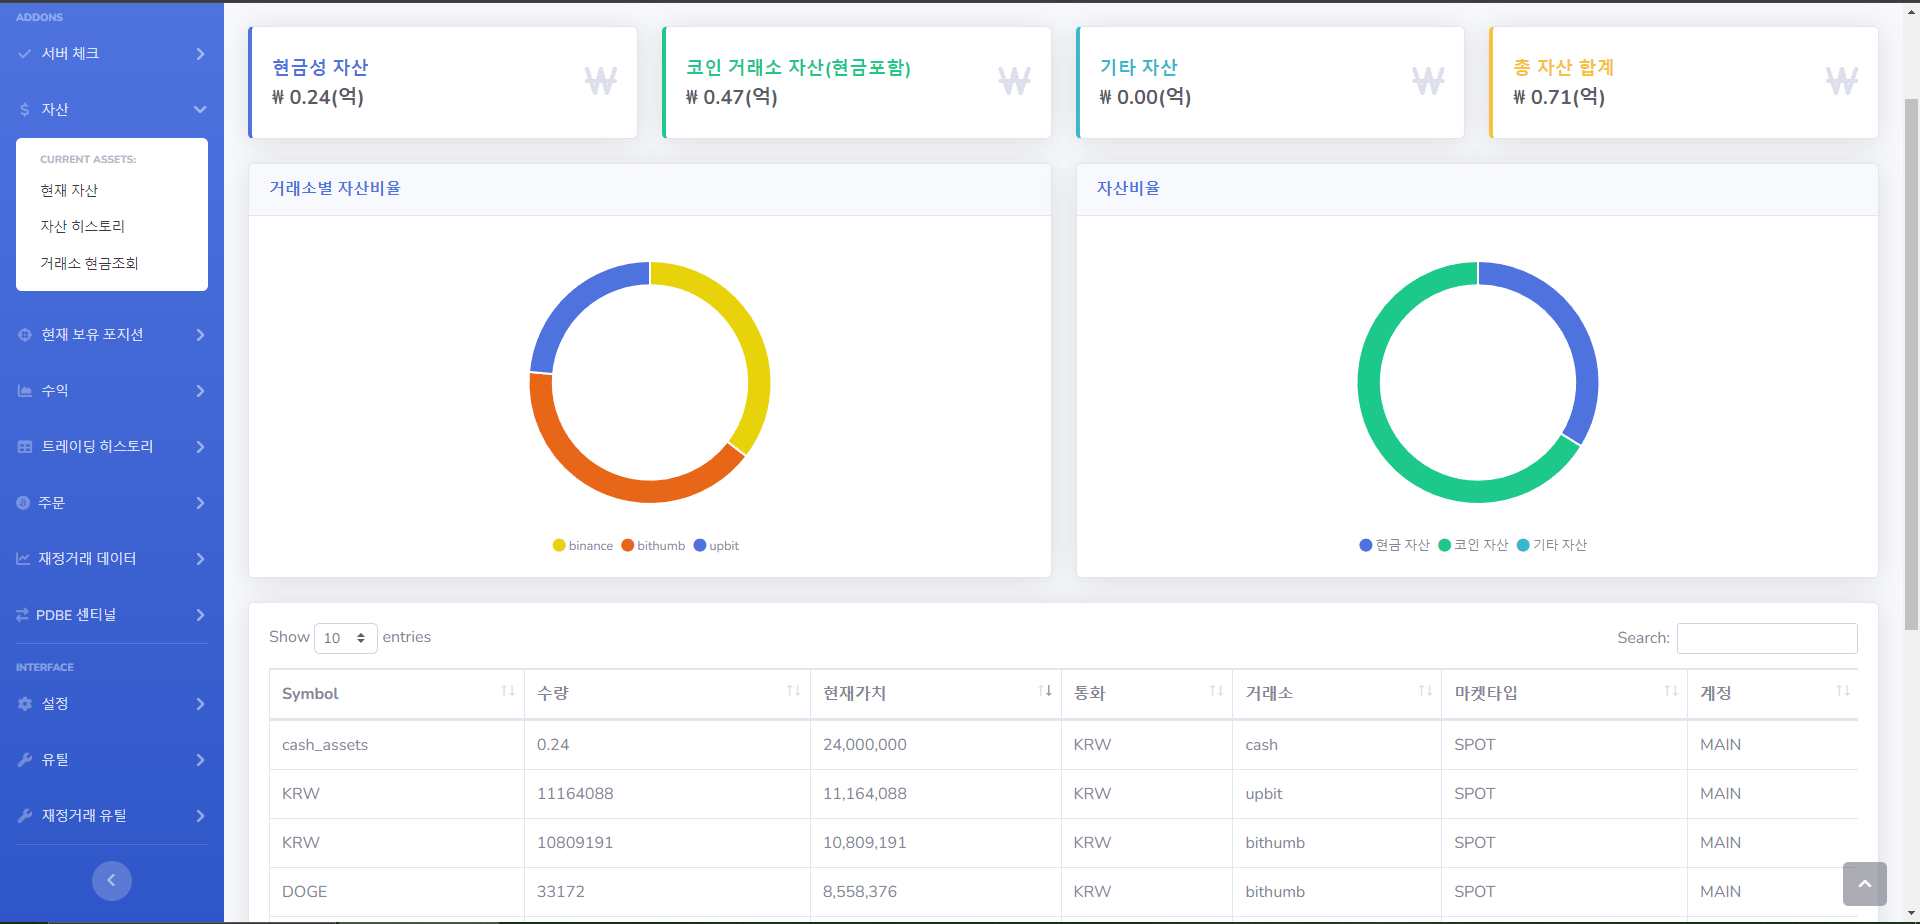 ADDONS
서버 체크
자산
CURRENT ASSETS:
현재 자산
자산 히스토리
거래소 현금조회
현재 보유 포지션
수익
트레이딩 히스토리
주문
재정거래 데이터
PDBE 센티널
INTERFACE
설정
유틸
재정거래 유틸
현금성 자산
₩ 0.24(억)
코인 거래소 자산(현금포함)
₩ 0.47(억)
기타 자산
₩ 0.00(억)
총 자산 합계
₩ 0.71(억)
거래소별 자산비율
binance bithumb upbit
자산비율
현금 자산 코인 자산 기타 자산
Show 10 entries
Search:
Symbol 수량 현재가치 통화 거래소 마켓타입 계정
cash_assets 0.24 24,000,000 KRW cash SPOT MAIN
KRW 11164088 11,164,088 KRW upbit SPOT MAIN
KRW 10809191 10,809,191 KRW bithumb SPOT MAIN
DOGE 33172 8,558,376 KRW bithumb SPOT MAIN